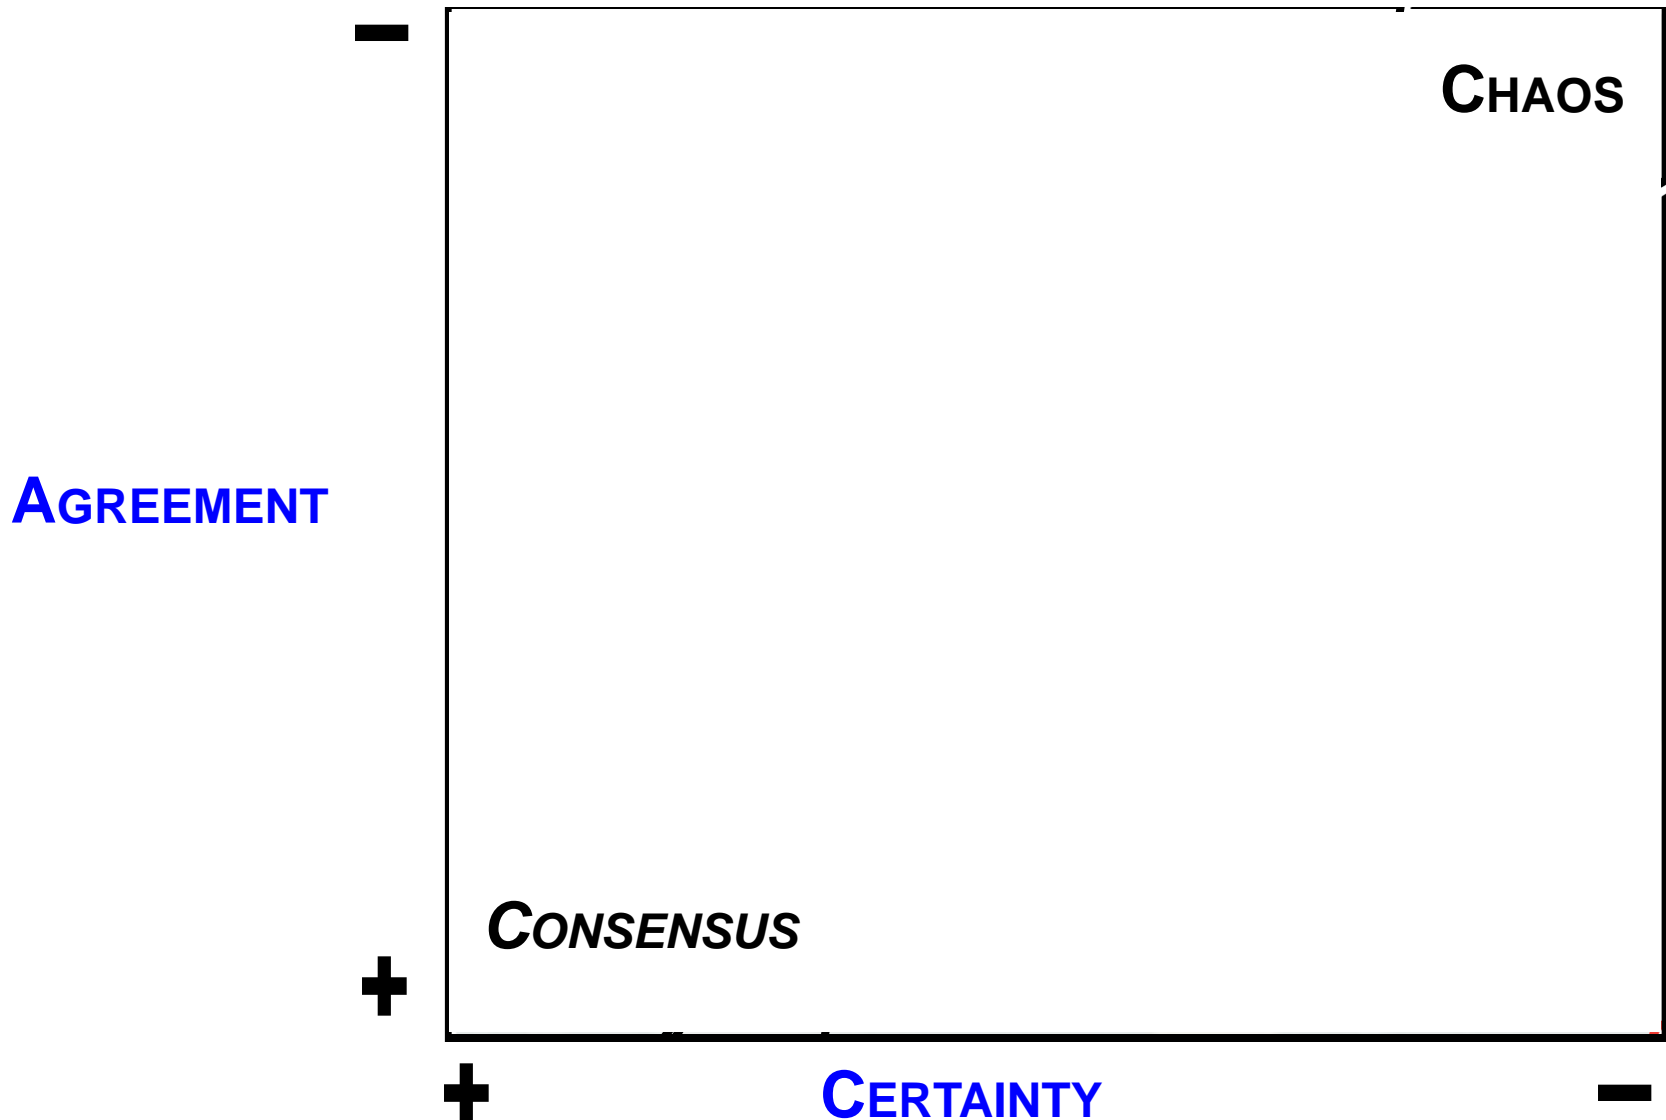 -
CHAOS
AGREEMENT
CONSENSUS
+
+ CERTAINTY -